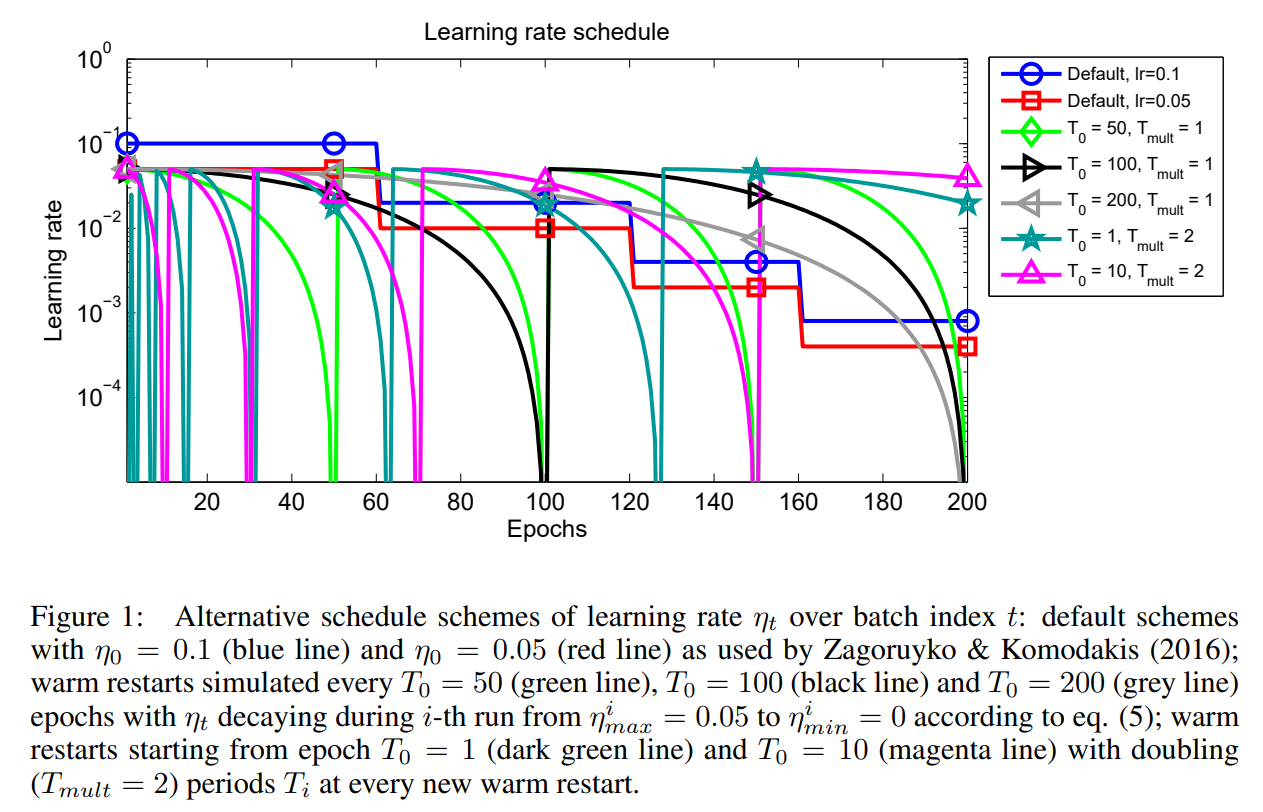 Learning rate schedule
10^0
10^−1
10^−2
10^−3
10^−4
Learning rate
20 40 60 80 100 120 140 160 180 200
Epochs
Default, lr=0.1
Default, lr=0.05
T_0 = 50, T_mult = 1
T_0 = 100, T_mult = 1
T_0 = 200, T_mult = 1
T_0 = 1, T_mult = 2
T_0 = 10, T_mult = 2
Figure 1: Alternative schedule schemes of learning rate η_t over batch index t: default schemes
with η_0 = 0.1 (blue line) and η_0 = 0.05 (red line) as used by Zagoruyko & Komodakis (2016);
warm restarts simulated every T_0 = 50 (green line), T_0 = 100 (black line) and T_0 = 200 (grey line)
epochs with η_t decaying during i-th run from η^i_max = 0.05 to η^i_min = 0 according to eq. (5); warm
restarts starting from epoch T_0 = 1 (dark green line) and T_0 = 10 (magenta line) with doubling
(T_mult = 2) periods T_i at every new warm restart.